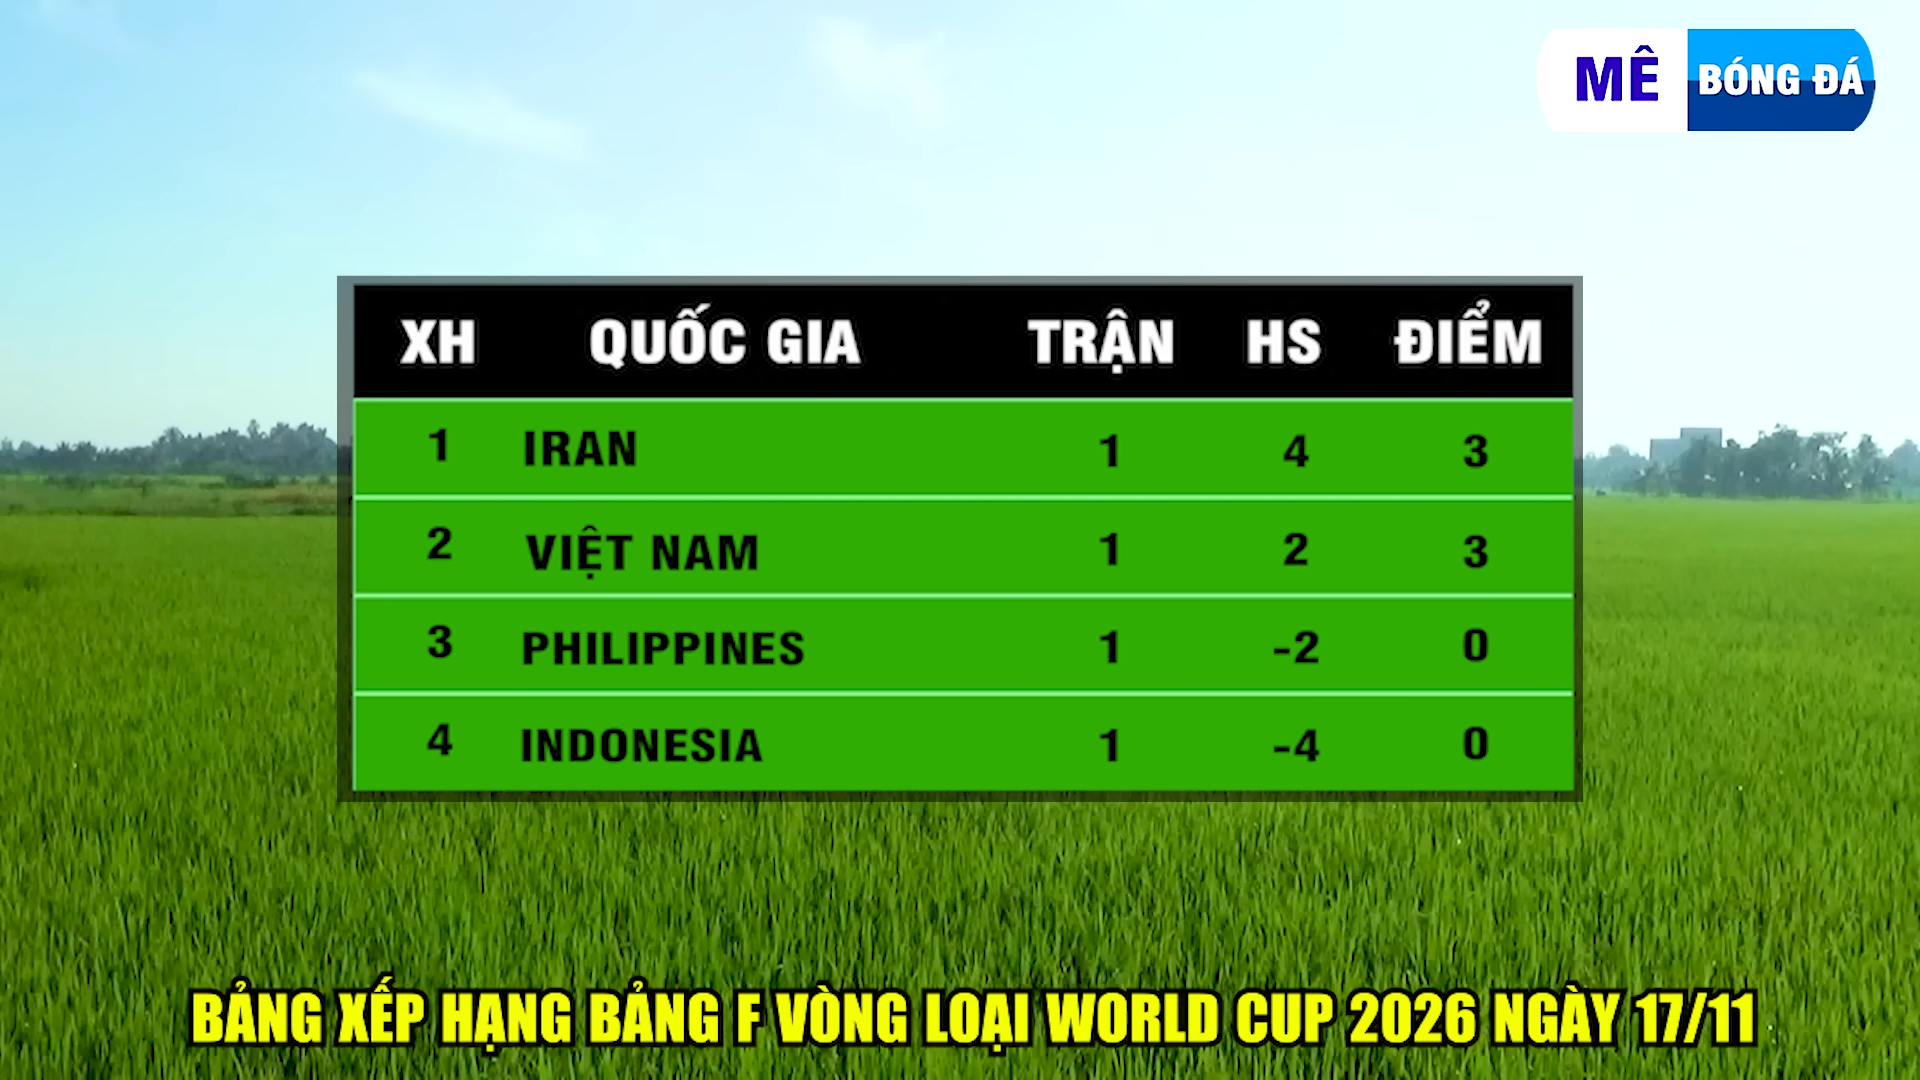 MÊ BÓNG ĐÁ
XH QUỐC GIA TRẬN HS ĐIỂM
1 IRAN 1 4 3
2 VIỆT NAM 1 2 3
3 PHILIPPINES 1 -2 0
4 INDONESIA 1 -4 0
BẢNG XẾP HẠNG BẢNG F VÒNG LOẠI WORLD CUP 2026 NGÀY 17/11